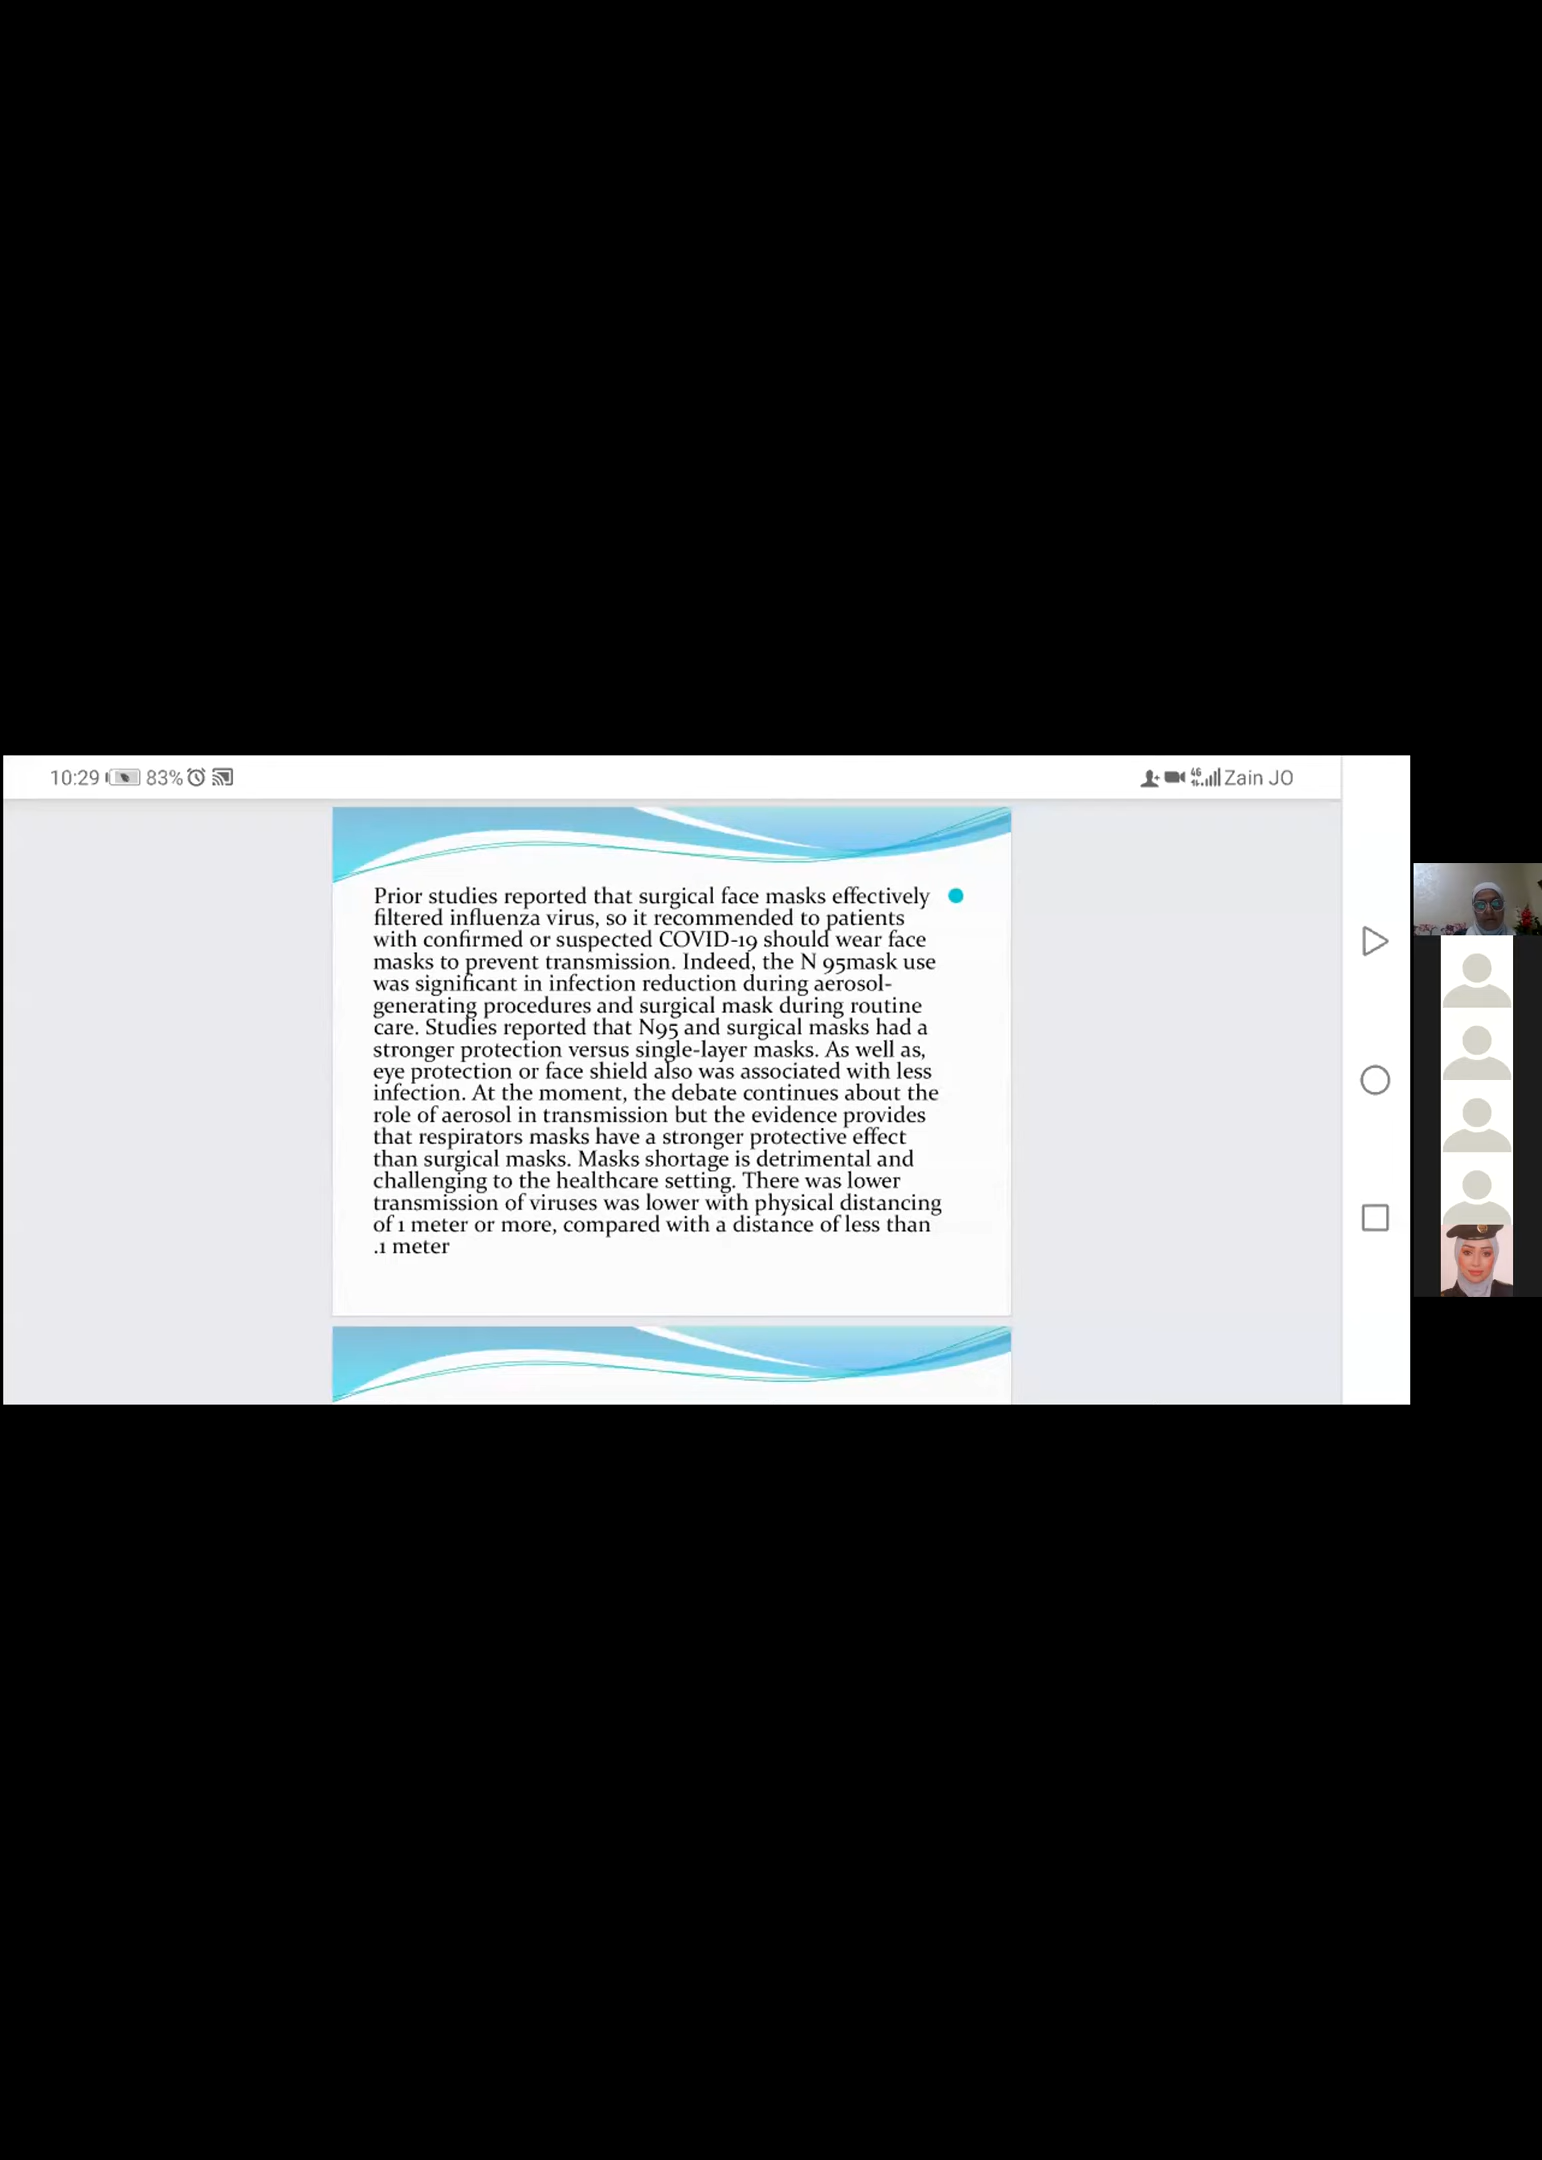 10:29 83% 4G Zain JO
Prior studies reported that surgical face masks effectively
filtered influenza virus, so it recommended to patients
with confirmed or suspected COVID-19 should wear face
masks to prevent transmission. Indeed, the N 95mask use
was significant in infection reduction during aerosol-
generating procedures and surgical mask during routine
care. Studies reported that N95 and surgical masks had a
stronger protection versus single-layer masks. As well as,
eye protection or face shield also was associated with less
infection. At the moment, the debate continues about the
role of aerosol in transmission but the evidence provides
that respirators masks have a stronger protective effect
than surgical masks. Masks shortage is detrimental and
challenging to the healthcare setting. There was lower
transmission of viruses was lower with physical distancing
of 1 meter or more, compared with a distance of less than
.1 meter